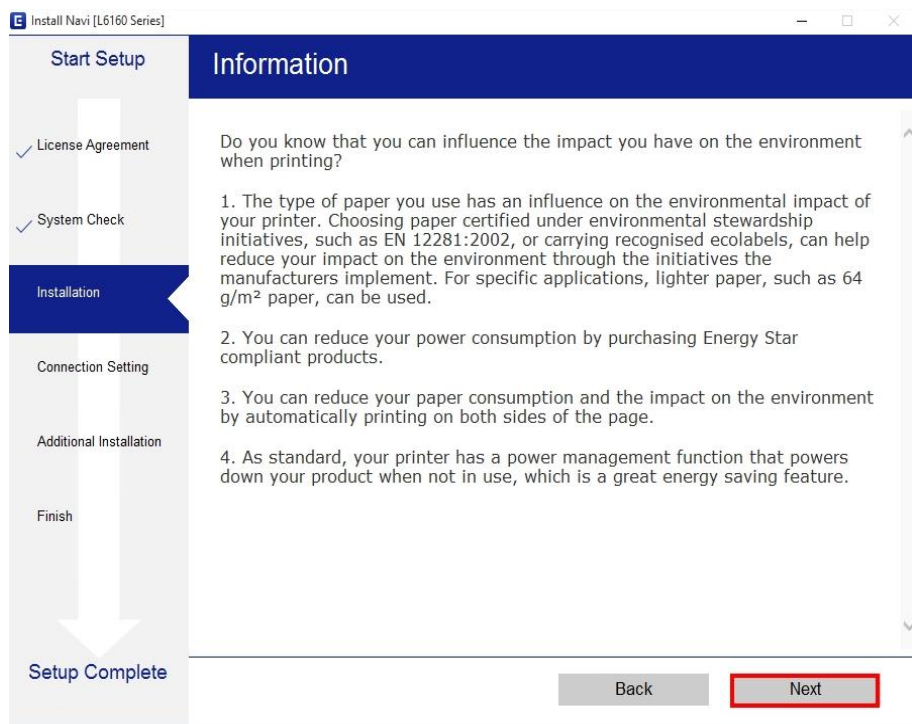 Install Navi [L6160 Series]
Start Setup
License Agreement
System Check
Installation
Connection Setting
Additional Installation
Finish
Setup Complete
Information
Do you know that you can influence the impact you have on the environment
when printing?
1. The type of paper you use has an influence on the environmental impact of
your printer. Choosing paper certified under environmental stewardship
initiatives, such as EN 12281:2002, or carrying recognised ecolabels, can help
reduce your impact on the environment through the initiatives the
manufacturers implement. For specific applications, lighter paper, such as 64
g/m² paper, can be used.
2. You can reduce your power consumption by purchasing Energy Star
compliant products.
3. You can reduce your paper consumption and the impact on the environment
by automatically printing on both sides of the page.
4. As standard, your printer has a power management function that powers
down your product when not in use, which is a great energy saving feature.
Back
Next